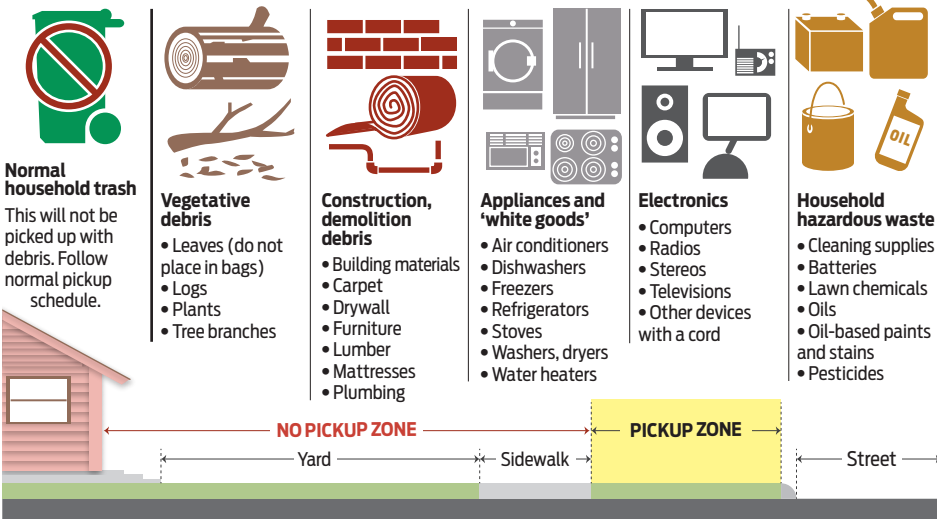 Normal
household trash
This will not be
picked up with
debris. Follow
normal pickup
schedule.
Vegetative
debris
• Leaves (do not
place in bags)
• Logs
• Plants
• Tree branches
Construction,
demolition
debris
• Building materials
• Carpet
• Drywall
• Furniture
• Lumber
• Mattresses
• Plumbing
Appliances and
‘white goods’
• Air conditioners
• Dishwashers
• Freezers
• Refrigerators
• Stoves
• Washers, dryers
• Water heaters
Electronics
• Computers
• Radios
• Stereos
• Televisions
• Other devices
with a cord
OIL
Household
hazardous waste
• Cleaning supplies
• Batteries
• Lawn chemicals
• Oils
• Oil-based paints
and stains
• Pesticides
NO PICKUP ZONE
PICKUP ZONE
Yard
Sidewalk
Street